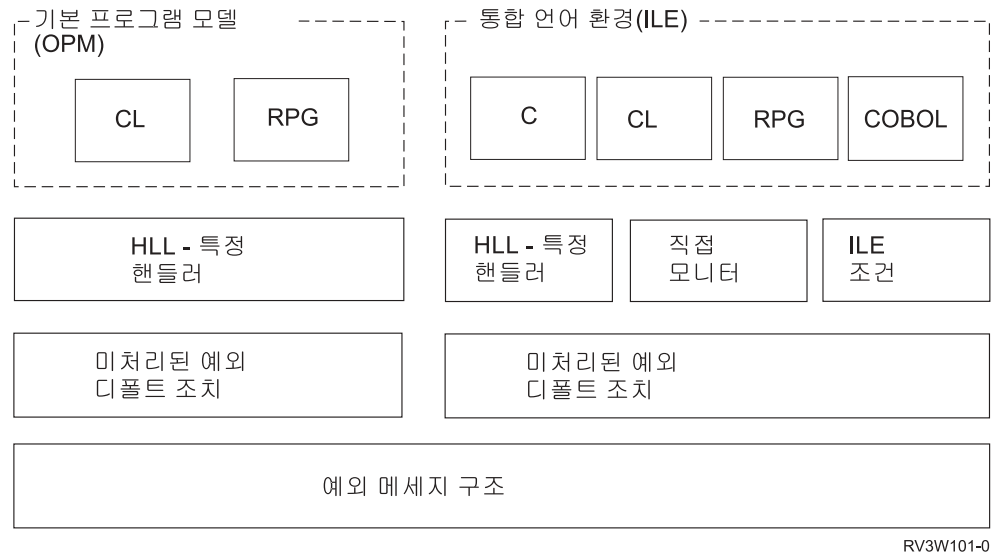 기본 프로그램 모델
(OPM)
CL
RPG
통합 언어 환경(ILE)
C
CL
RPG
COBOL
HLL - 특정
핸들러
HLL - 특정
핸들러
직접
모니터
ILE
조건
미처리된 예외
디폴트 조치
미처리된 예외
디폴트 조치
예외 메세지 구조
RV3W101-0